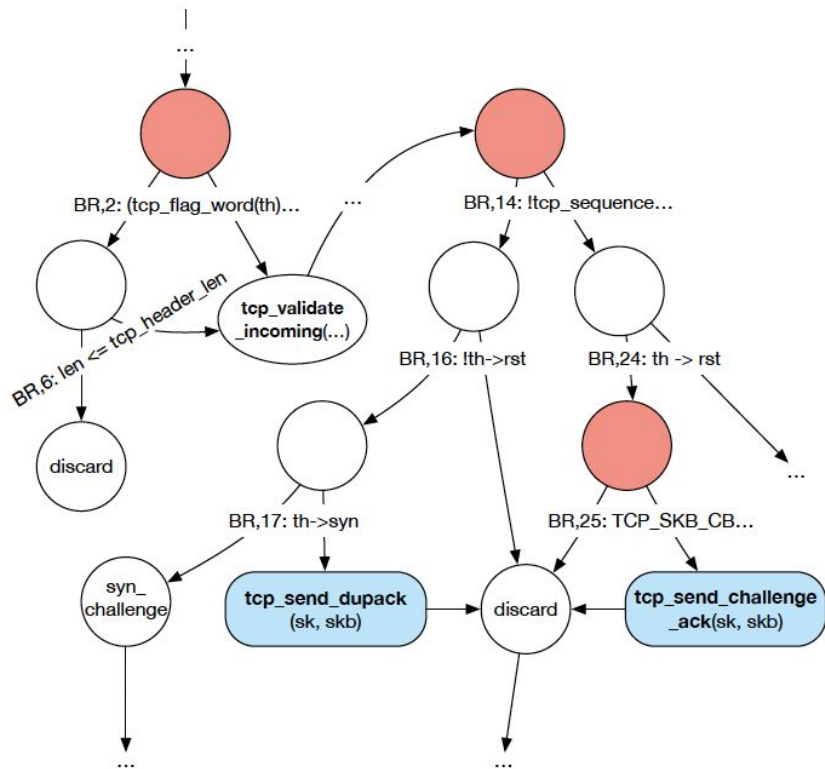 ...
BR,2: (tcp_flag_word(th)...
...
BR,14: !tcp_sequence...
tcp_validate
_incoming(...)
BR,6: len <= tcp_header_len
BR,16: !th->rst
BR,24: th -> rst
discard
...
BR,17: th->syn
BR,25: TCP_SKB_CB...
syn_
challenge
tcp_send_dupack
(sk, skb)
discard
tcp_send_challenge
_ack(sk, skb)
...
...